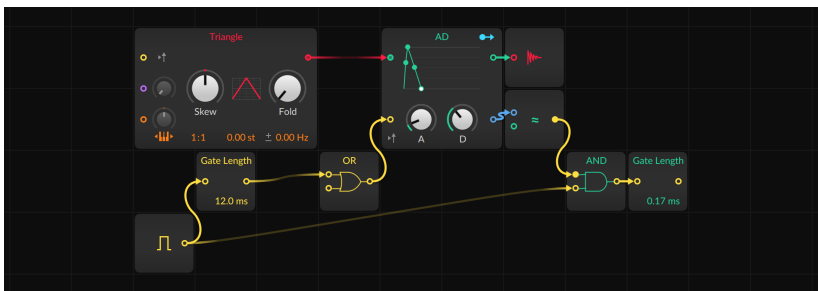 Triangle
AD
Skew
Fold
A
D
1:1
0.00 st
± 0.00 Hz
Gate Length
OR
AND
Gate Length
12.0 ms
0.17 ms